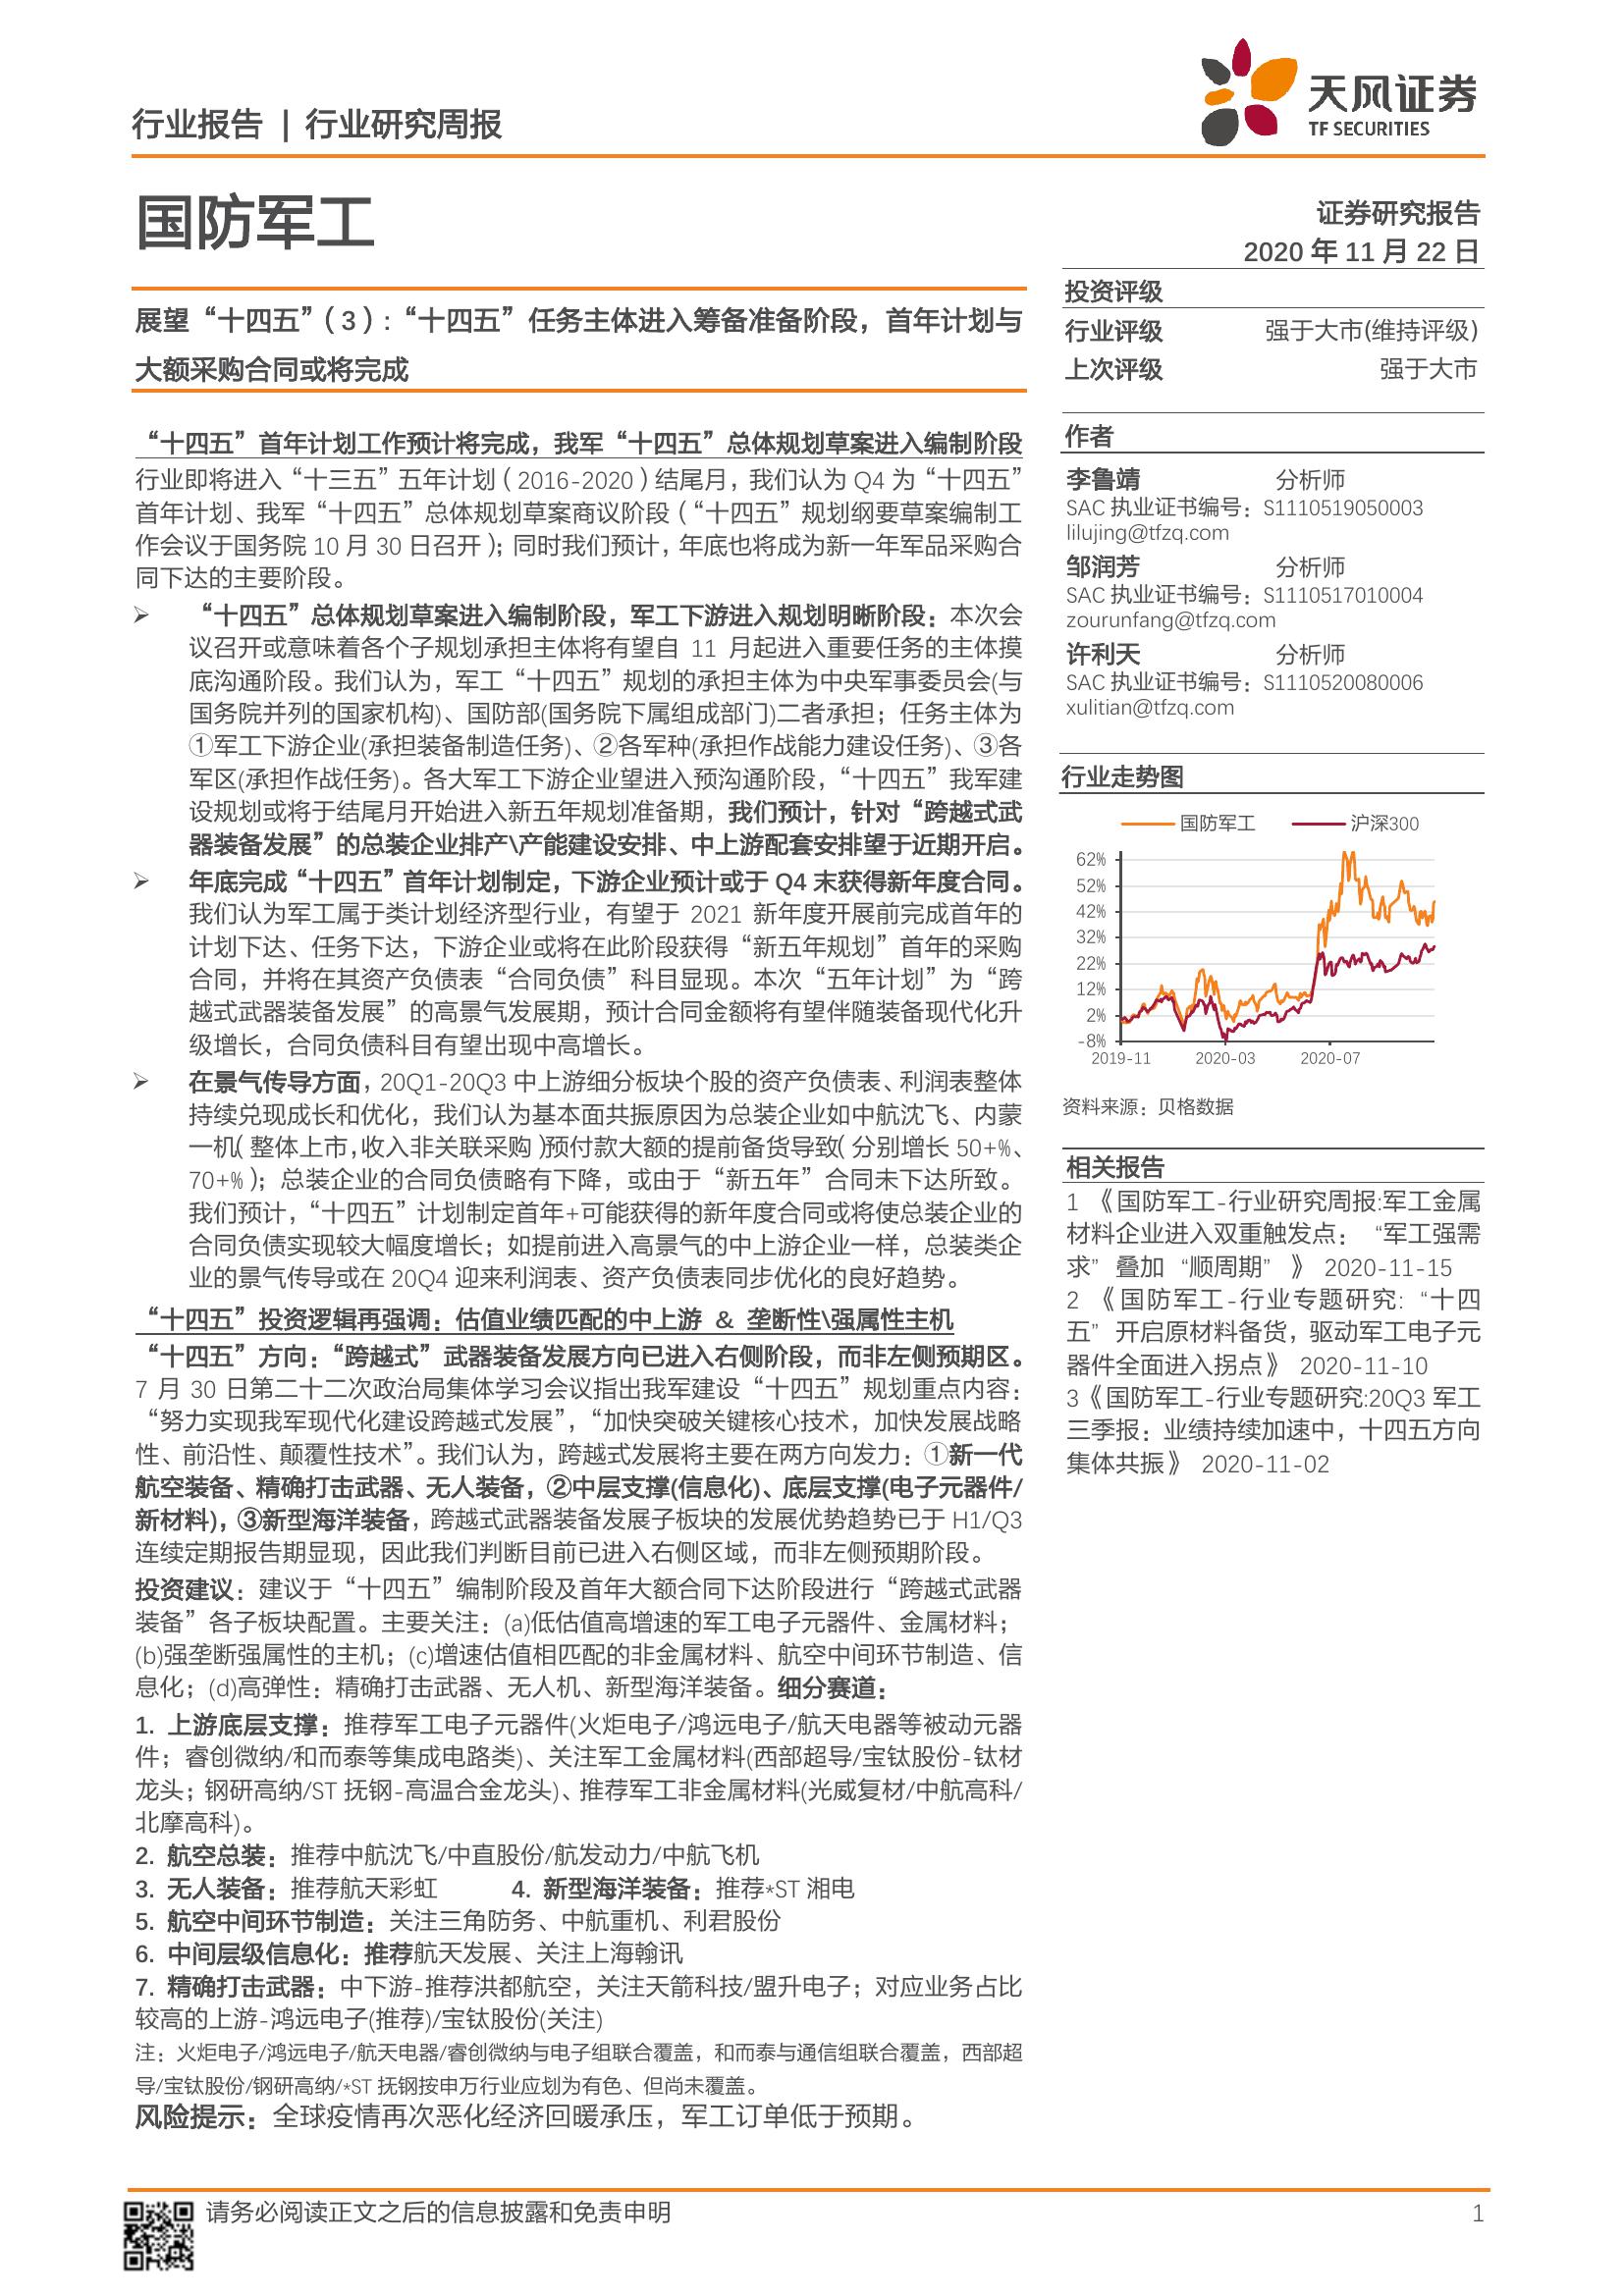 行业报告 | 行业研究周报
天风证券
TF SECURITIES
国防军工
证券研究报告
2020 年 11 月 22 日
展望“十四五”（3）:“十四五”任务主体进入筹备准备阶段，首年计划与
大额采购合同或将完成
“十四五”首年计划工作预计将完成，我军“十四五”总体规划草案进入编制阶段
行业即将进入“十三五”五年计划（2016-2020）结尾月，我们认为 Q4 为“十四五”
首年计划、我军“十四五”总体规划草案商议阶段（“十四五”规划纲要草案编制工
作会议于国务院 10 月 30 日召开）；同时我们预计，年底也将成为新一年军品采购合
同下达的主要阶段。
➢ “十四五”总体规划草案进入编制阶段，军工下游进入规划明晰阶段：本次会
议召开或意味着各个子规划承担主体将有望自 11 月起进入重要任务的主体摸
底沟通阶段。我们认为，军工“十四五”规划的承担主体为中央军事委员会(与
国务院并列的国家机构)、国防部(国务院下属组成部门)二者承担；任务主体为
①军工下游企业(承担装备制造任务)、②各军种(承担作战能力建设任务)、③各
军区(承担作战任务)。各大军工下游企业望进入预沟通阶段，“十四五”我军建
设规划或将于结尾月开始进入新五年规划准备期，我们预计，针对“跨越式武
器装备发展”的总装企业排产\产能建设安排、中上游配套安排望于近期开启。
➢ 年底完成“十四五”首年计划制定，下游企业预计或于 Q4 末获得新年度合同。
我们认为军工属于类计划经济型行业，有望于 2021 新年度开展前完成首年的
计划下达、任务下达，下游企业或将在此阶段获得“新五年规划”首年的采购
合同，并将在其资产负债表“合同负债”科目显现。本次“五年计划”为“跨
越式武器装备发展”的高景气发展期，预计合同金额将有望伴随装备现代化升
级增长，合同负债科目有望出现中高增长。
➢ 在景气传导方面，20Q1-20Q3 中上游细分板块个股的资产负债表、利润表整体
持续兑现成长和优化，我们认为基本面共振原因为总装企业如中航沈飞、内蒙
一机（整体上市，收入非关联采购）预付款大额的提前备货导致（分别增长 50+%、
70+%）；总装企业的合同负债略有下降，或由于“新五年”合同未下达所致。
我们预计，“十四五”计划制定首年+可能获得的新年度合同或将使总装企业的
合同负债实现较大幅度增长；如提前进入高景气的中上游企业一样，总装类企
业的景气传导或在 20Q4 迎来利润表、资产负债表同步优化的良好趋势。
“十四五”投资逻辑再强调：估值业绩匹配的中上游 & 垄断性\强属性主机
“十四五”方向：“跨越式”武器装备发展方向已进入右侧阶段，而非左侧预期区。
7 月 30 日第二十二次政治局集体学习会议指出我军建设“十四五”规划重点内容：
“努力实现我军现代化建设跨越式发展”，“加快突破关键核心技术，加快发展战略
性、前沿性、颠覆性技术”。我们认为，跨越式发展将主要在两方向发力：①新一代
航空装备、精确打击武器、无人装备，②中层支撑(信息化)、底层支撑(电子元器件/
新材料)，③新型海洋装备，跨越式武器装备发展子板块的发展优势趋势已于 H1/Q3
连续定期报告期显现，因此我们判断目前已进入右侧区域，而非左侧预期阶段。
投资建议：建议于“十四五”编制阶段及首年大额合同下达阶段进行“跨越式武器
装备”各子板块配置。主要关注：(a)低估值高增速的军工电子元器件、金属材料；
(b)强垄断强属性的主机；(c)增速估值相匹配的非金属材料、航空中间环节制造、信
息化；(d)高弹性：精确打击武器、无人机、新型海洋装备。细分赛道：
1. 上游底层支撑：推荐军工电子元器件(火炬电子/鸿远电子/航天电器等被动元器
件；睿创微纳/和而泰等集成电路类)、关注军工金属材料(西部超导/宝钛股份-钛材
龙头；钢研高纳/ST 抚钢-高温合金龙头)、推荐军工非金属材料(光威复材/中航高科/
北摩高科)。
2. 航空总装：推荐中航沈飞/中直股份/航发动力/中航飞机
3. 无人装备：推荐航天彩虹 4. 新型海洋装备：推荐*ST 湘电
5. 航空中间环节制造：关注三角防务、中航重机、利君股份
6. 中间层级信息化：推荐航天发展、关注上海瀚讯
7. 精确打击武器：中下游-推荐洪都航空，关注天箭科技/盟升电子；对应业务占比
较高的上游-鸿远电子(推荐)/宝钛股份(关注)
注：火炬电子/鸿远电子/航天电器/睿创微纳与电子组联合覆盖，和而泰与通信组联合覆盖，西部超
导/宝钛股份/钢研高纳/*ST 抚钢按申万行业应划为有色、但尚未覆盖。
风险提示：全球疫情再次恶化经济回暖承压，军工订单低于预期。
投资评级
行业评级 强于大市(维持评级)
上次评级 强于大市
作者
李鲁靖 分析师
SAC 执业证书编号：S1110519050003
lilujing@tfzq.com
邹润芳 分析师
SAC 执业证书编号：S1110517010004
zourunfang@tfzq.com
许利天 分析师
SAC 执业证书编号：S1110520080006
xulitian@tfzq.com
行业走势图
国防军工 沪深300
62%
52%
42%
32%
22%
12%
2%
-8%
2019-11 2020-03 2020-07
资料来源：贝格数据
相关报告
1 《国防军工-行业研究周报:军工金属
材料企业进入双重触发点： “军工强需
求” 叠加 “顺周期” 》 2020-11-15
2 《国防军工-行业专题研究: “十四
五” 开启原材料备货，驱动军工电子元
器件全面进入拐点》 2020-11-10
3《国防军工-行业专题研究:20Q3 军工
三季报：业绩持续加速中，十四五方向
集体共振》 2020-11-02
请务必阅读正文之后的信息披露和免责申明 1